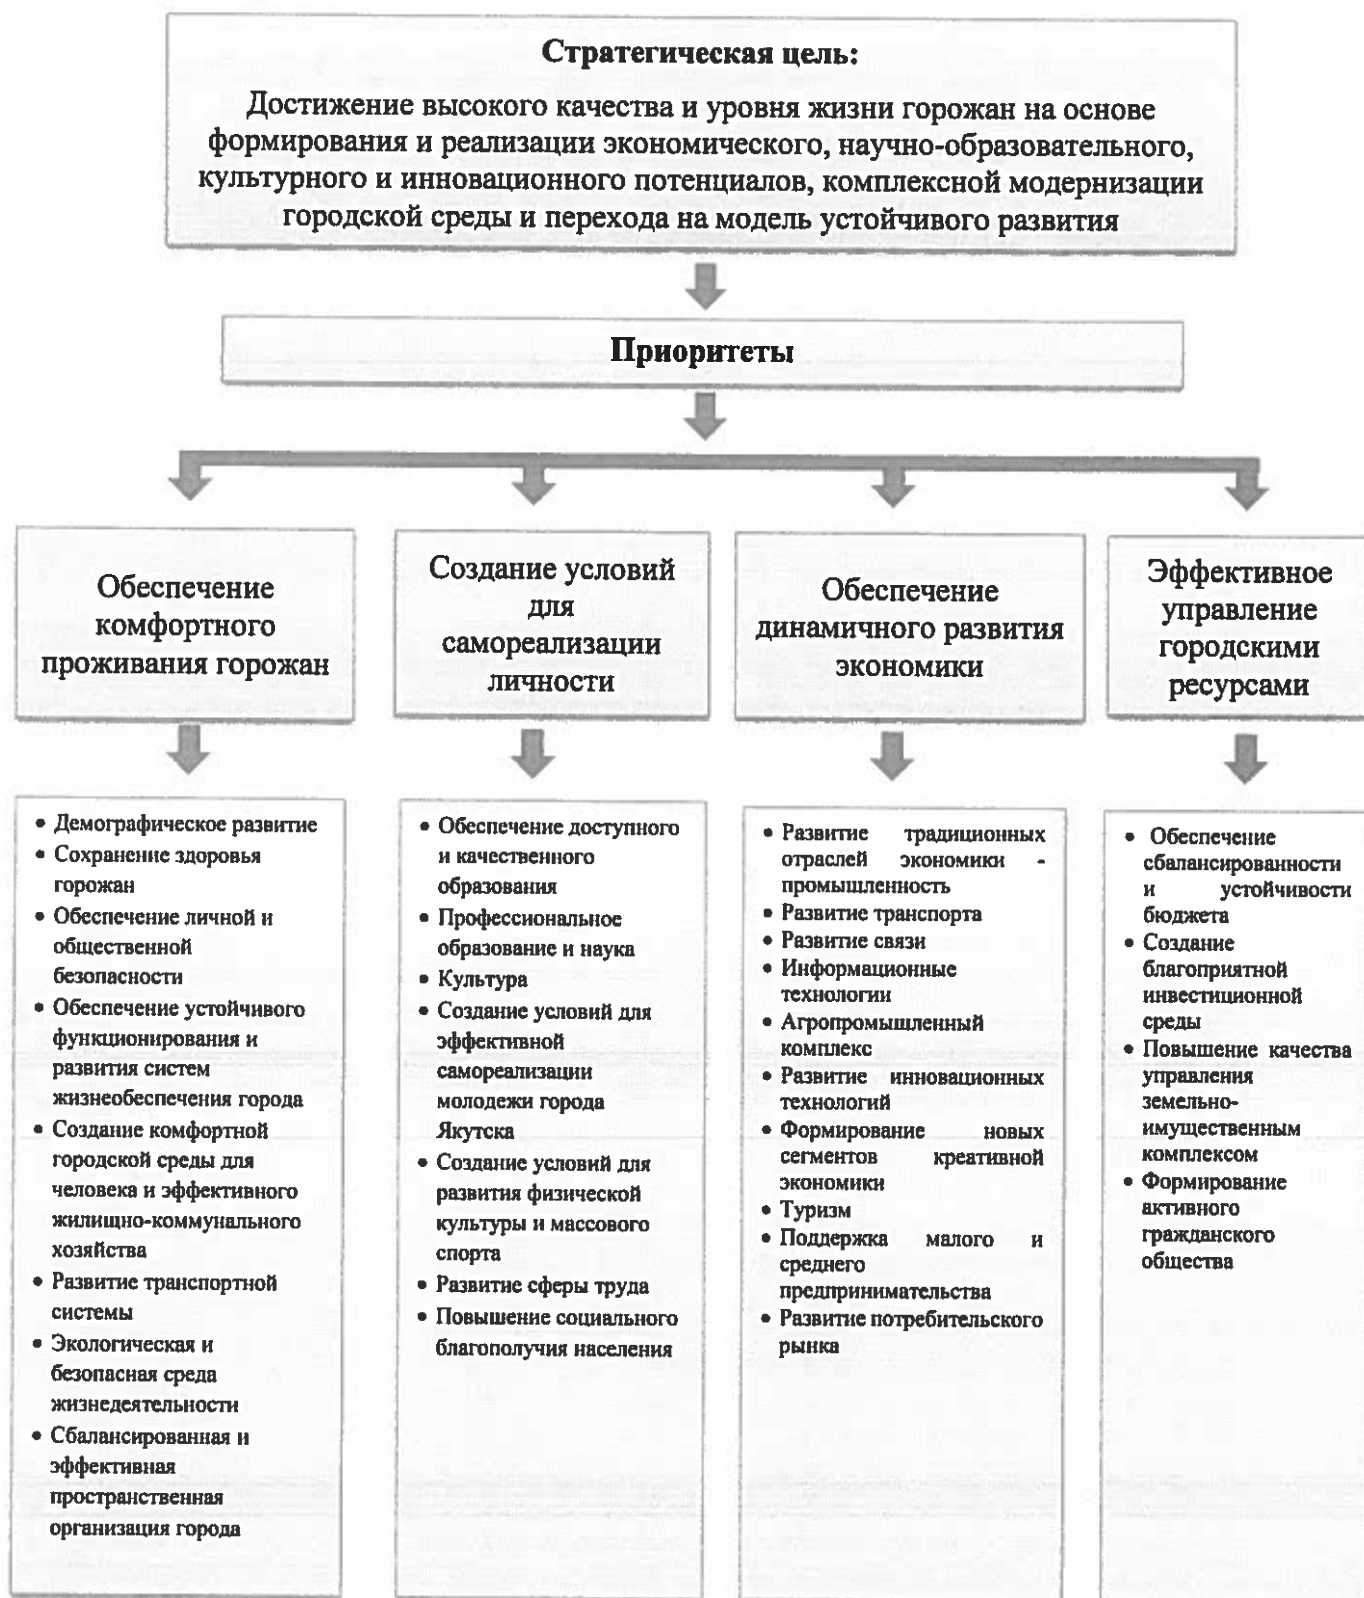 Стратегическая цель:
Достижение высокого качества и уровня жизни горожан на основе
формирования и реализации экономического, научно-образовательного,
культурного и инновационного потенциалов, комплексной модернизации
городской среды и перехода на модель устойчивого развития
Приоритеты
Обеспечение
комфортного
проживания горожан
Создание условий
для
самореализации
личности
Обеспечение
динамичного развития
экономики
Эффективное
управление
городскими
ресурсами
• Демографическое развитие
• Сохранение здоровья
горожан
• Обеспечение личной и
общественной
безопасности
• Обеспечение устойчивого
функционирования и
развития систем
жизнеобеспечения города
• Создание комфортной
городской среды для
человека и эффективного
жилищно-коммунального
хозяйства
• Развитие транспортной
системы
• Экологическая и
безопасная среда
жизнедеятельности
• Сбалансированная и
эффективная
пространственная
организация города
• Обеспечение доступного
и качественного
образования
• Профессиональное
образование и наука
• Культура
• Создание условий для
эффективной
самореализации
молодежи города
Якутска
• Создание условий для
развития физической
культуры и массового
спорта
• Развитие сферы труда
• Повышение социального
благополучия населения
• Развитие традиционных
отраслей экономики -
промышленность
• Развитие транспорта
• Развитие связи
• Информационные
технологии
• Агропромышленный
комплекс
• Развитие инновационных
технологий
• Формирование новых
сегментов креативной
экономики
• Туризм
• Поддержка малого и
среднего
предпринимательства
• Развитие потребительского
рынка
• Обеспечение
сбалансированности
и устойчивости
бюджета
• Создание
благоприятной
инвестиционной
среды
• Повышение качества
управления
земельно-
имущественным
комплексом
• Формирование
активного
гражданского
общества